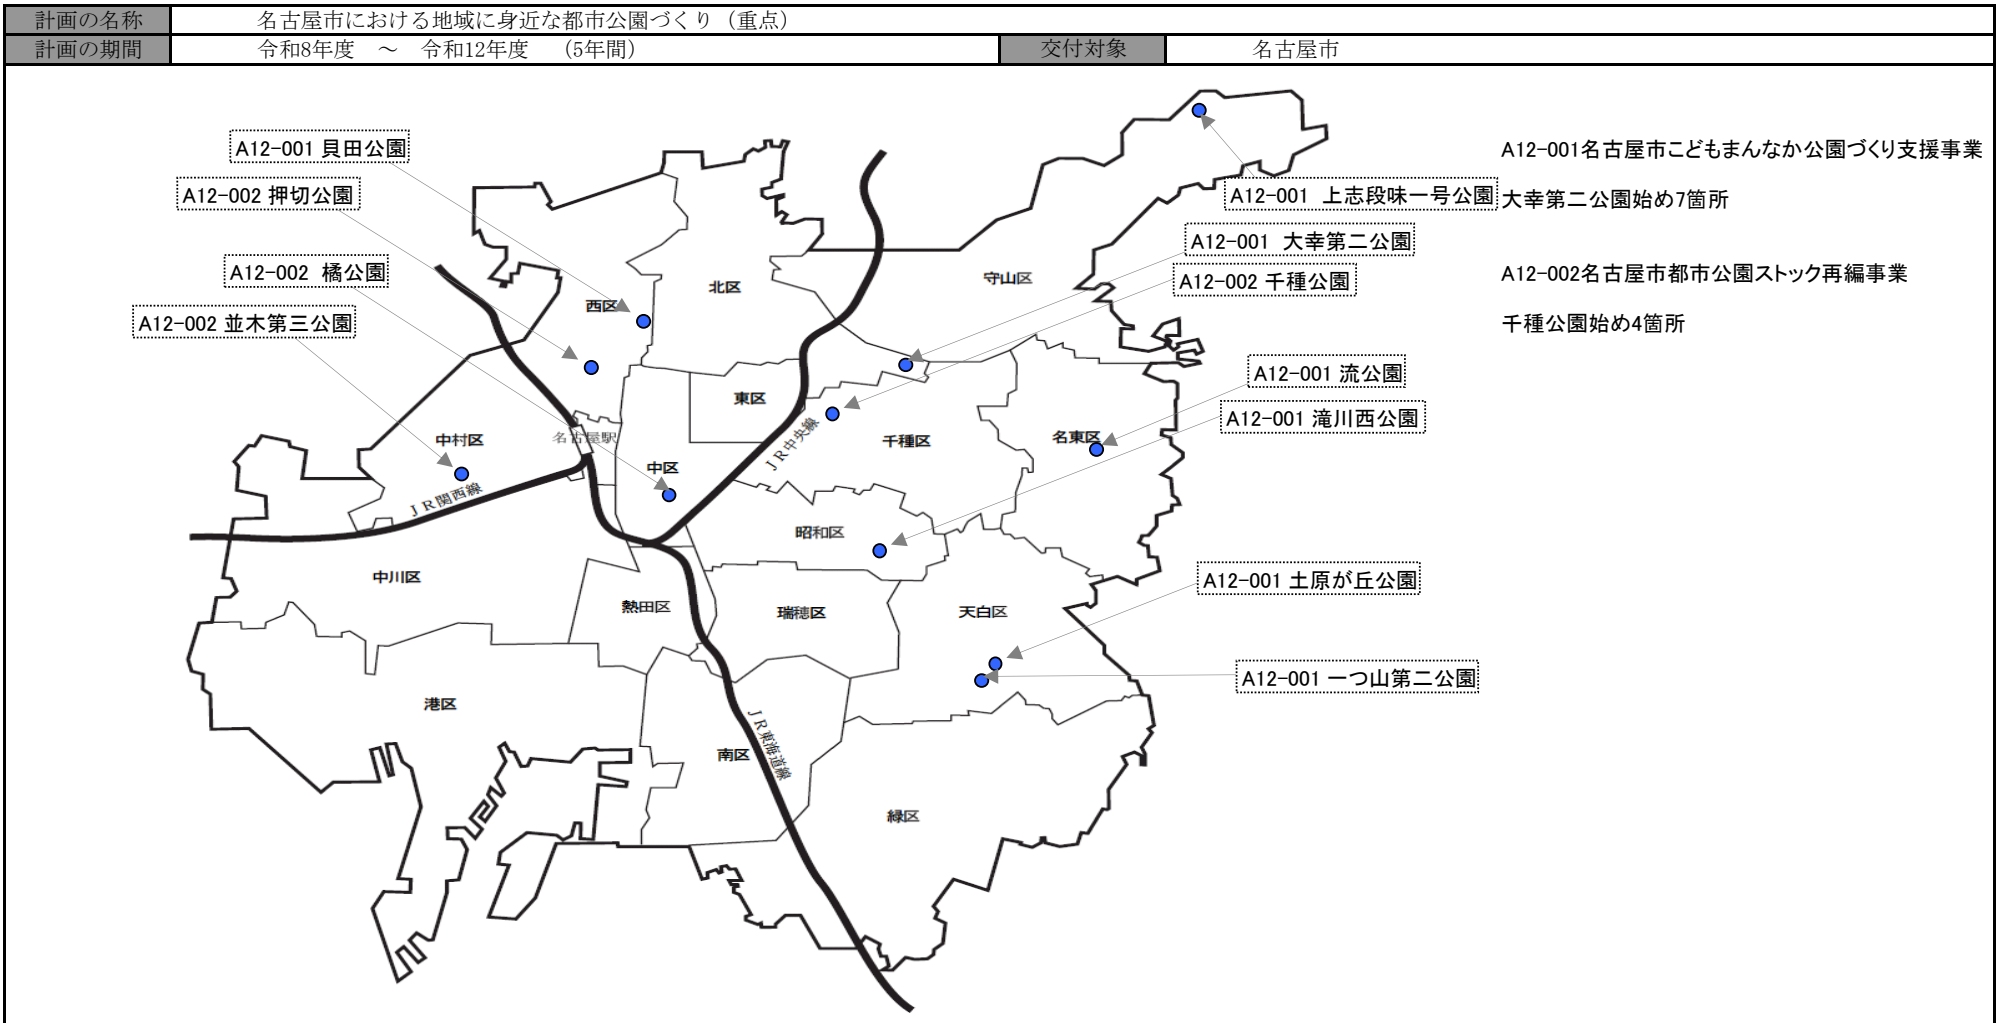 計画の名称 名古屋市における地域に身近な都市公園づくり（重点）
計画の期間 令和8年度 ～ 令和12年度 （5年間） 交付対象 名古屋市
A12-001 貝田公園
A12-002 押切公園
A12-002 橘公園
A12-002 並木第三公園
A12-001 上志段味一号公園
A12-001 大幸第二公園
A12-002 千種公園
A12-001 流公園
A12-001 滝川西公園
A12-001 土原が丘公園
A12-001 一つ山第二公園
A12-001名古屋市こどもまんなか公園づくり支援事業
大幸第二公園始め7箇所
A12-002名古屋市都市公園ストック再編事業
千種公園始め4箇所
守山区
北区
西区
東区
中村区
名古屋駅
中区
千種区
名東区
JR中央線
JR関西線
昭和区
中川区
熱田区
瑞穂区
天白区
港区
南区
JR東海道線
緑区